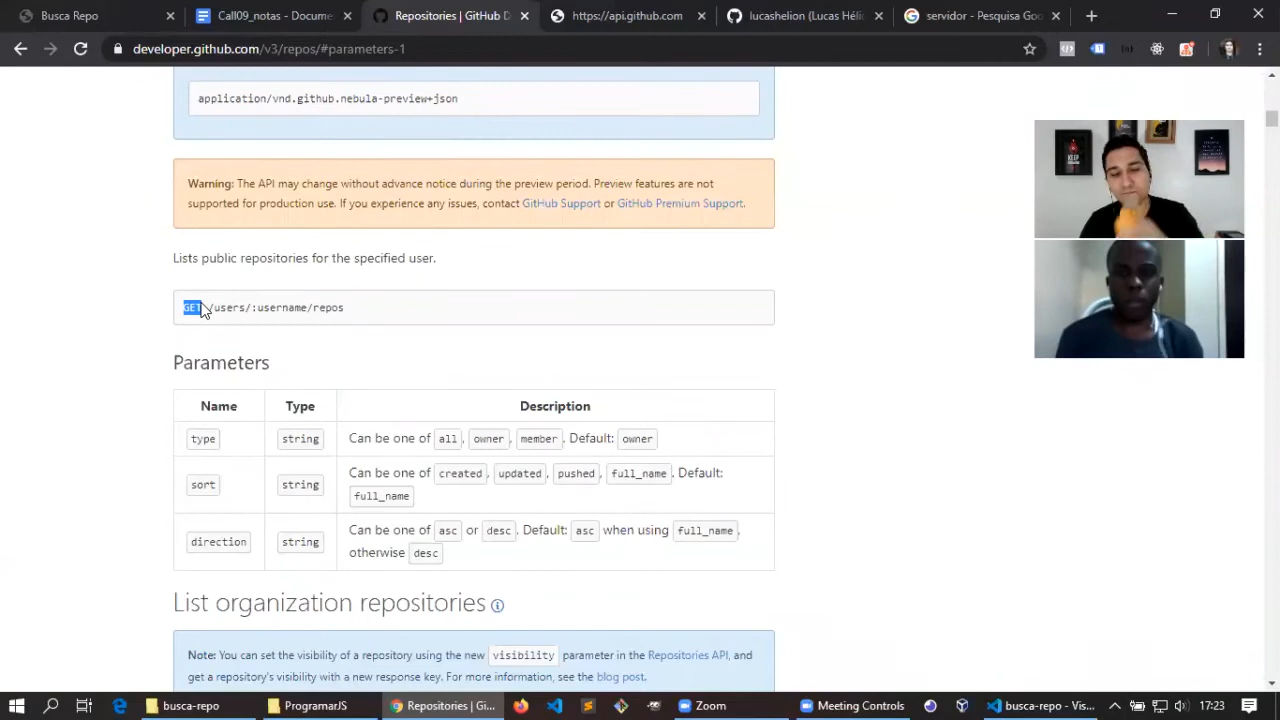 Busca Repo
Call09_notas - Docume
Repositories | GitHub D
https://api.github.com
lucashelion (Lucas Héli
servidor - Pesquisa Goo
developer.github.com/v3/repos/#parameters-1
application/vnd.github.nebula-preview+json
Warning: The API may change without advance notice during the preview period. Preview features are not
supported for production use. If you experience any issues, contact GitHub Support or GitHub Premium Support.
Lists public repositories for the specified user.
GET /users/:username/repos
Parameters
Name Type Description
type string Can be one of all, owner, member. Default: owner
sort string Can be one of created, updated, pushed, full_name. Default:
full_name
direction string Can be one of asc or desc. Default: asc when using full_name,
otherwise desc
List organization repositories
Note: You can set the visibility of a repository using the new visibility parameter in the Repositories API, and
get a repository's visibility with a new response key. For more information, see the blog post.
busca-repo
ProgramarJS
Repositories | Gi...
Zoom
Meeting Controls
busca-repo - Vis...
17:23